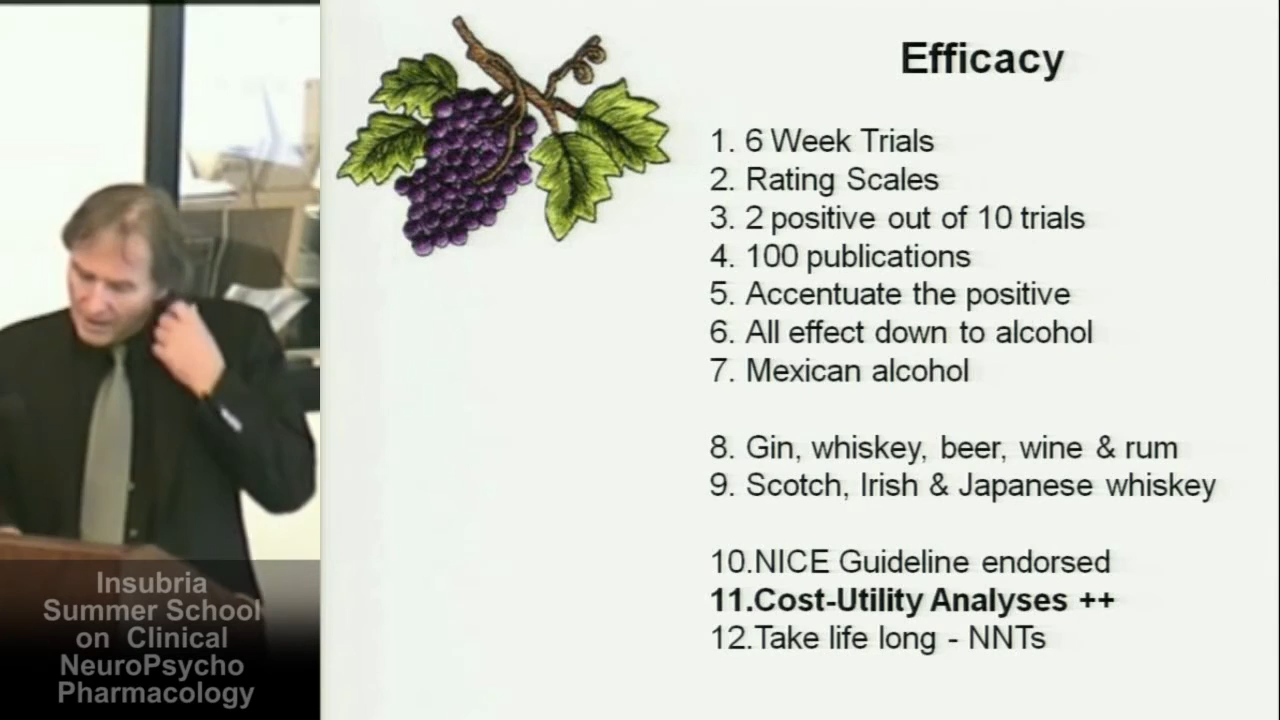 Efficacy
1. 6 Week Trials
2. Rating Scales
3. 2 positive out of 10 trials
4. 100 publications
5. Accentuate the positive
6. All effect down to alcohol
7. Mexican alcohol
8. Gin, whiskey, beer, wine & rum
9. Scotch, Irish & Japanese whiskey
10.NICE Guideline endorsed
11.Cost-Utility Analyses ++
12.Take life long - NNTs
Insubria
Summer School
on Clinical
NeuroPsycho
Pharmacology